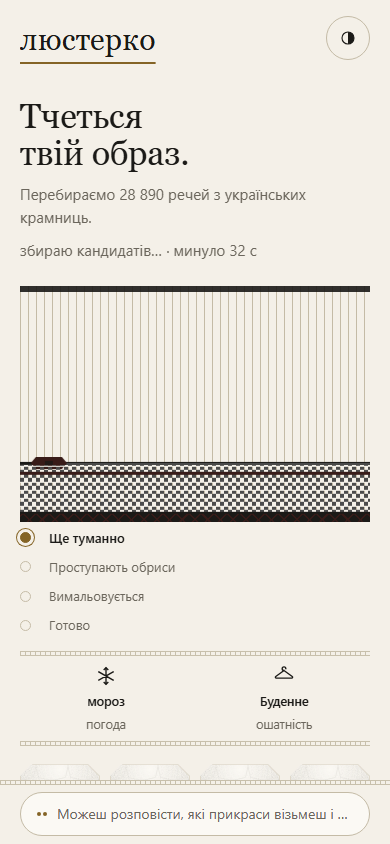 люстерко
Тчеться
твій образ.
Перебираємо 28 890 речей з українських
крамниць.
збираю кандидатів... · минуло 32 с
Ще туманно
Проступають обриси
Вимальовується
Готово
мороз
погода
Буденне
ошатність
Можеш розповісти, які прикраси візьмеш і ...